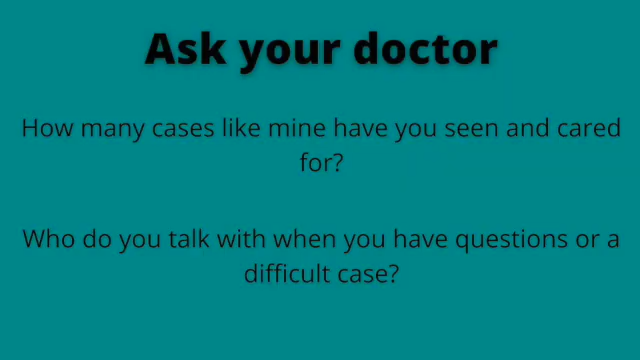 Ask your doctor
How many cases like mine have you seen and cared
for?
Who do you talk with when you have questions or a
difficult case?